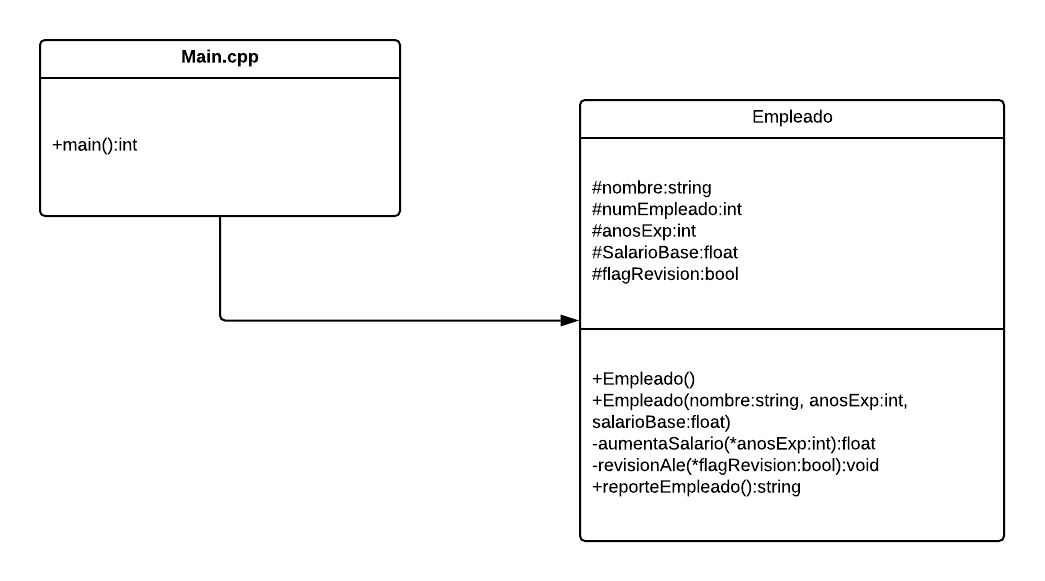 Main.cpp
+main():int
Empleado
#nombre:string
#numEmpleado:int
#anosExp:int
#SalarioBase:float
#flagRevision:bool
+Empleado()
+Empleado(nombre:string, anosExp:int,
salarioBase:float)
-aumentaSalario(*anosExp:int):float
-revisionAle(*flagRevision:bool):void
+reporteEmpleado():string